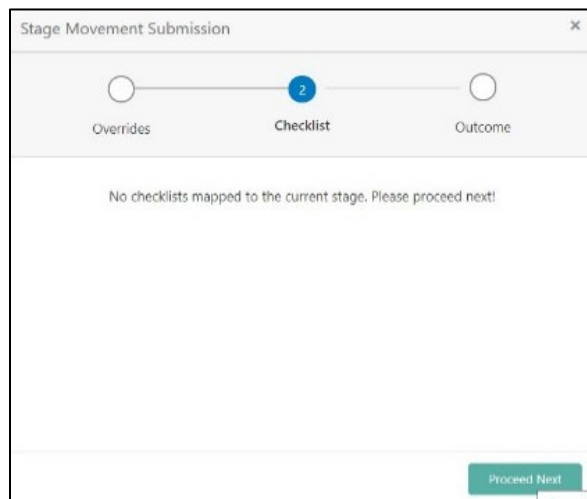 Stage Movement Submission ×
2
Overrides Checklist Outcome
No checklists mapped to the current stage. Please proceed next!
Proceed Next